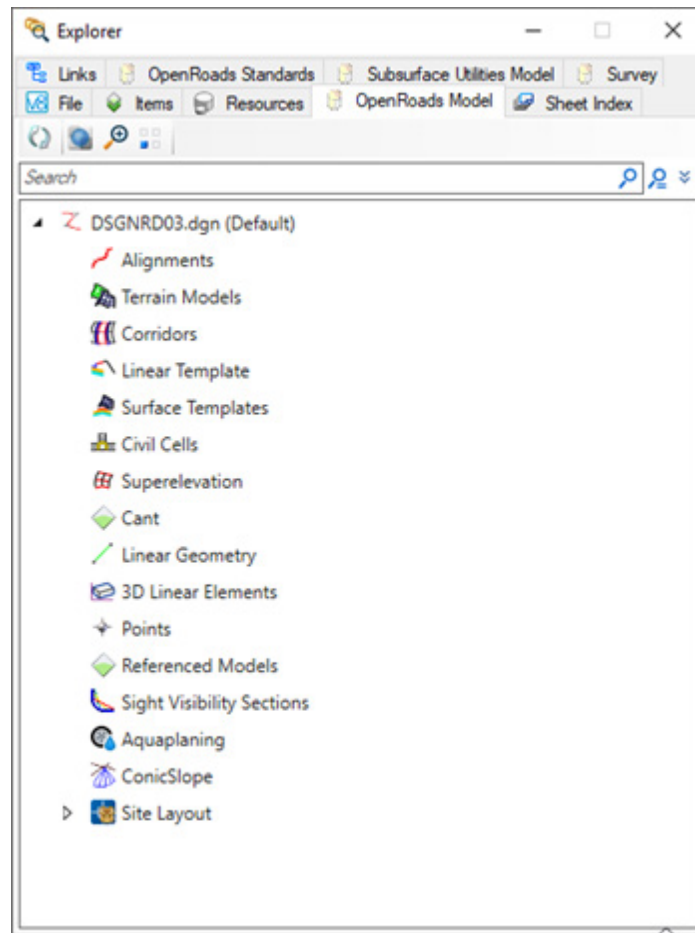 Explorer
Links OpenRoads Standards Subsurface Utilities Model Survey
File Items Resources OpenRoads Model Sheet Index
Search
DSGNRD03.dgn (Default)
Alignments
Terrain Models
Corridors
Linear Template
Surface Templates
Civil Cells
Superelevation
Cant
Linear Geometry
3D Linear Elements
Points
Referenced Models
Sight Visibility Sections
Aquaplaning
ConicSlope
Site Layout